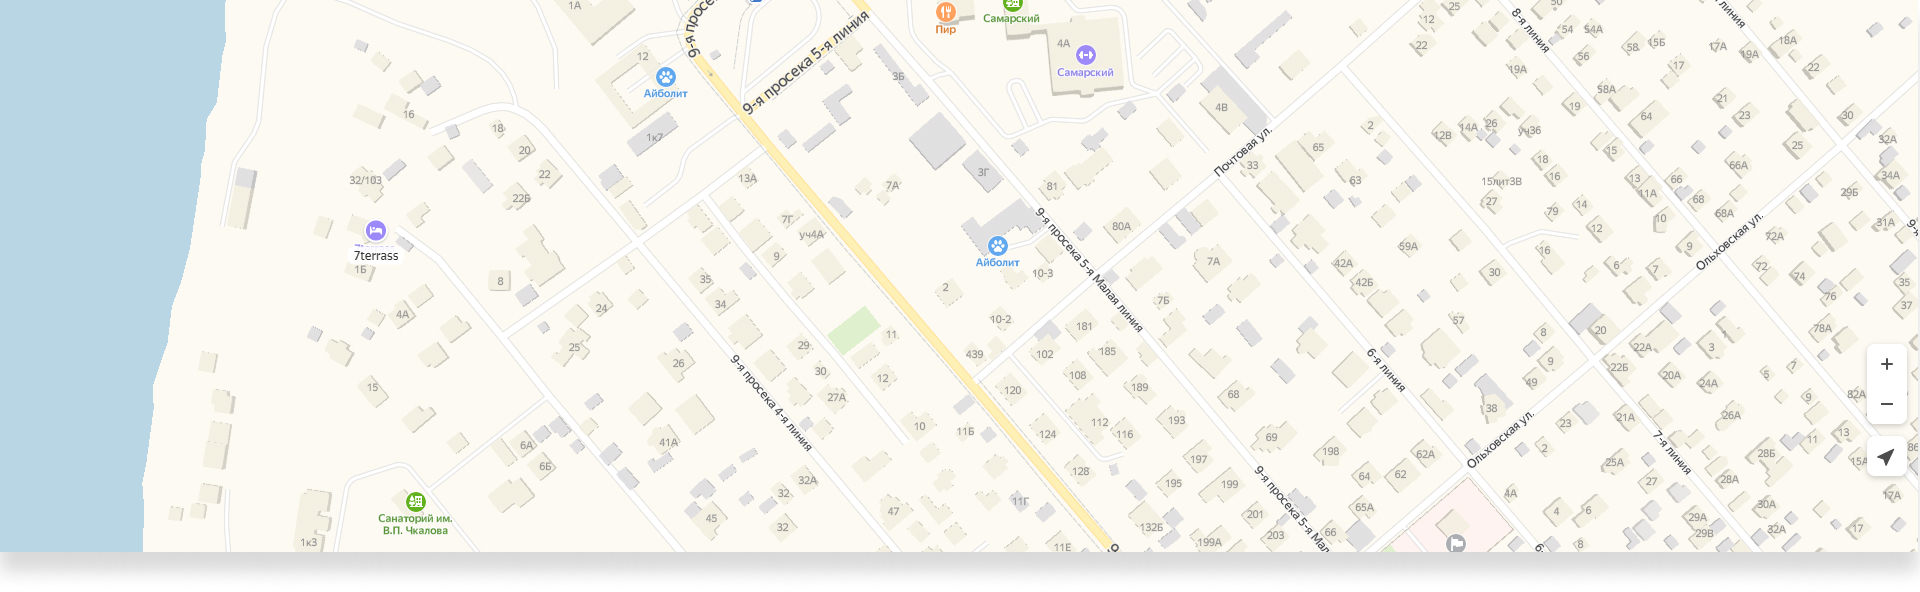 1А
9-я просе
Пир
Самарский
9-я просека 5-я линия
12
Айболит
3Б
4А
Самарский
4В
22
12
25
50
8-я линия
54
54А
56
58
15Б
17А
19А
18А
22
17
линия
16
18
20
22
22Б
1к7
32/103
7terrass
1Б
8
4А
13А
7А
3Г
7Г
уч4А
9
81
80А
Почтовая ул.
33
65
2
63
19А
19
58А
12В
14А
26
уч36
64
21
23
30
25
15
18
16
13
11А
66
66А
68
68А
15лит3В
27
79
14
12
10
9
32А
34А
29Б
31А
9-я
72А
Ольховская ул.
Айболит
9-я просека 5-я Малая линия
10-3
10-2
2
7А
7Б
59А
42А
42Б
57
16
30
6
7
72
74
76
78А
35
37
24
25
35
34
29
30
27А
26
11
12
10
11Б
439
102
181
185
108
120
112
116
124
128
189
193
197
195
199
201
203
199А
132Б
68
69
198
62А
64
62
65А
66
6-я линия
8
9
20
22А
22Б
20А
3
24А
5
7
49
38
Ольховская ул.
23
21А
2
25А
27
7-я линия
26А
9
11
13
28Б
28А
82А
15А
86
17А
17
30А
32А
29А
29Б
4А
4
6
8
6-
15
6А
6Б
41А
9-я просека 4-я линия
32А
32
32
45
47
11Г
11Е
9
9-я просека 5-я Мал
Санаторий им.
В.П. Чкалова
1к3